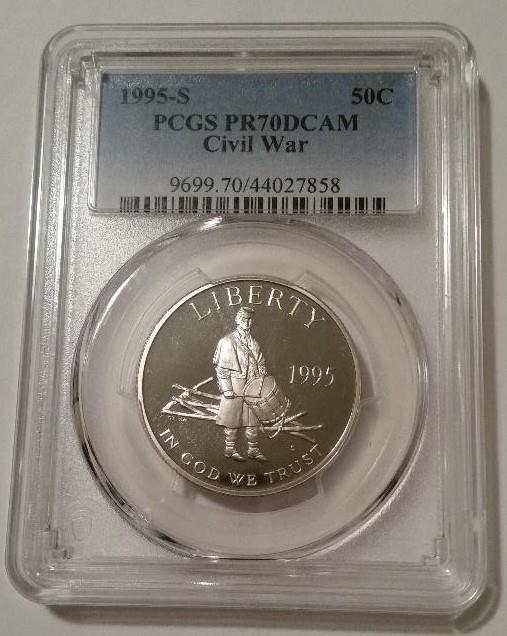 1995-S 50C
PCGS PR70DCAM
Civil War
9699.70/44027858
LIBERTY
1995
S
IN GOD WE TRUST